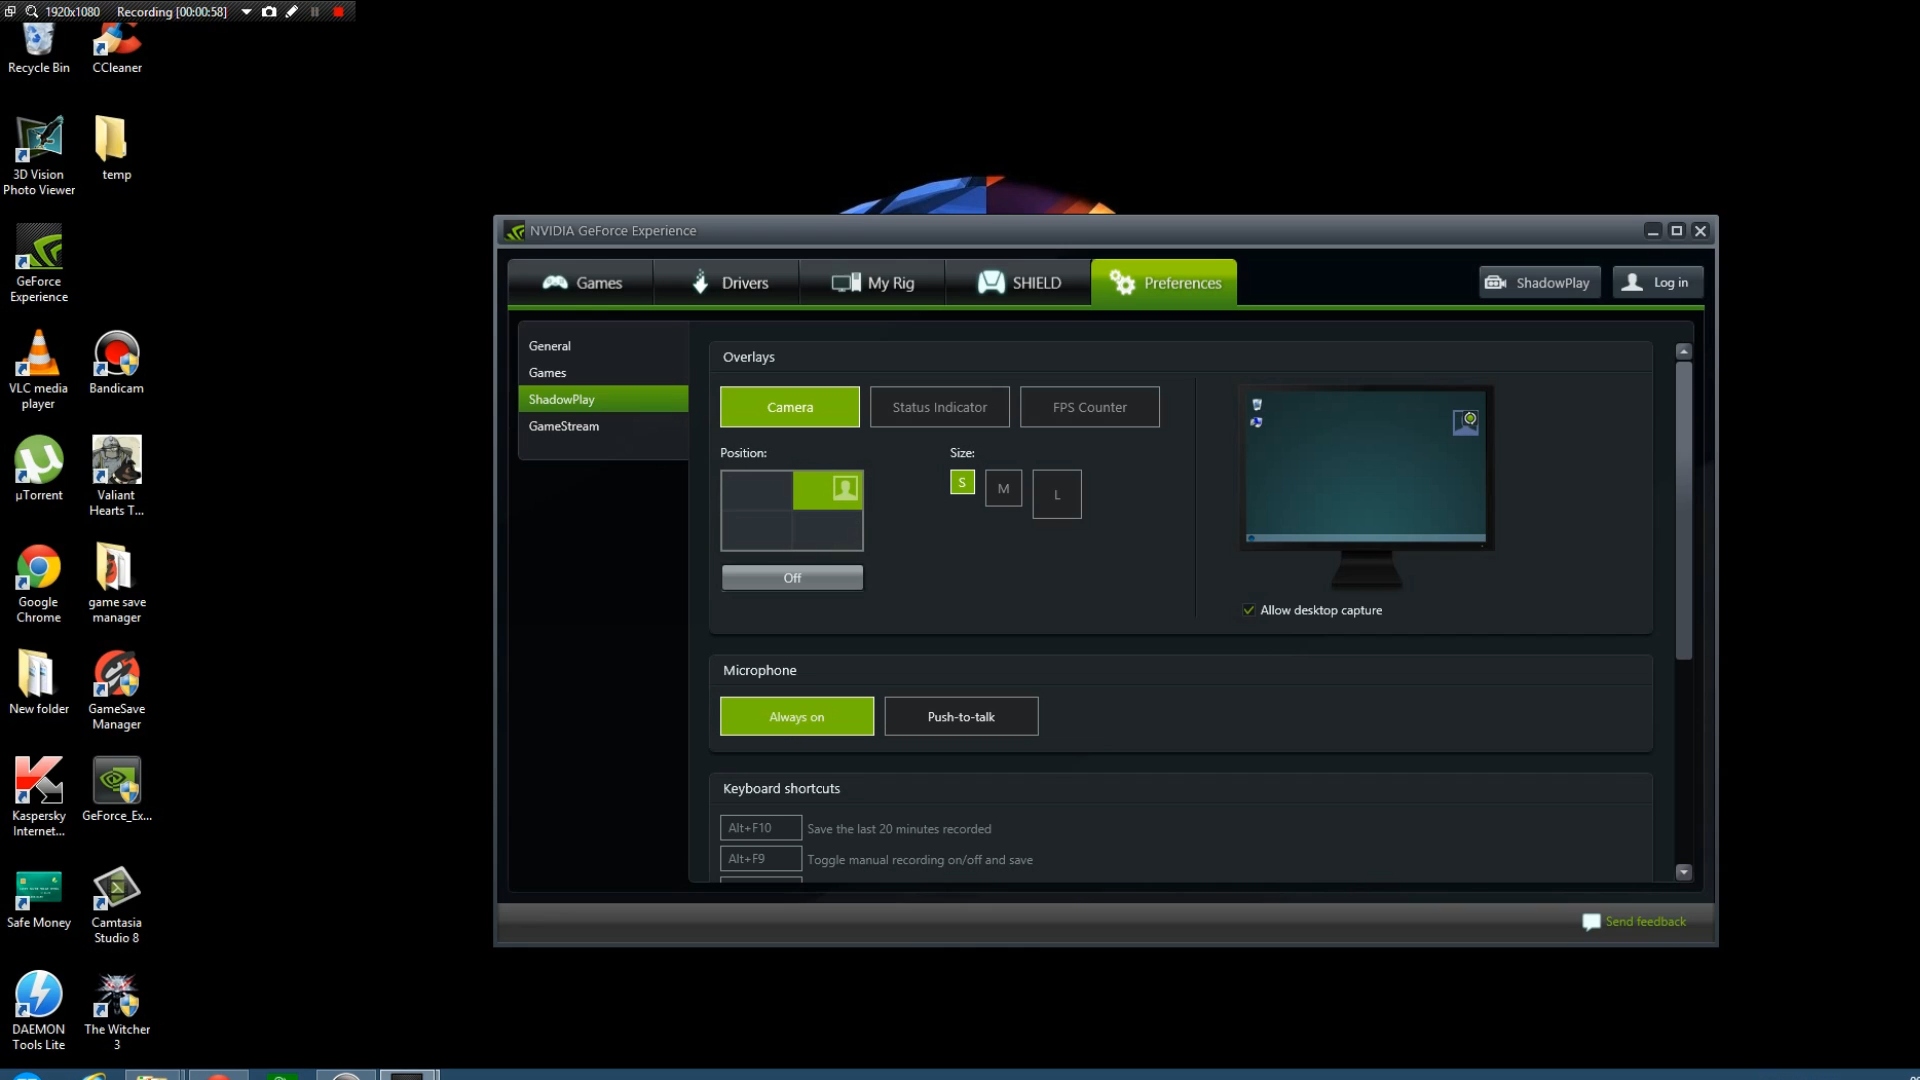 1920x1080 Recording [00:00:58]
Recycle Bin
CCleaner
3D Vision
Photo Viewer
temp
GeForce
Experience
VLC media
player
Bandicam
µTorrent
Valiant
Hearts T...
Google
Chrome
game save
manager
New folder
GameSave
Manager
Kaspersky
Internet...
GeForce_Ex...
Safe Money
Camtasia
Studio 8
DAEMON
Tools Lite
The Witcher
3
NVIDIA GeForce Experience
Games
Drivers
My Rig
SHIELD
Preferences
ShadowPlay
Log in
General
Games
ShadowPlay
GameStream
Overlays
Camera
Status Indicator
FPS Counter
Position:
Size:
S
M
L
Off
Allow desktop capture
Microphone
Always on
Push-to-talk
Keyboard shortcuts
Alt+F10 Save the last 20 minutes recorded
Alt+F9 Toggle manual recording on/off and save
Send feedback